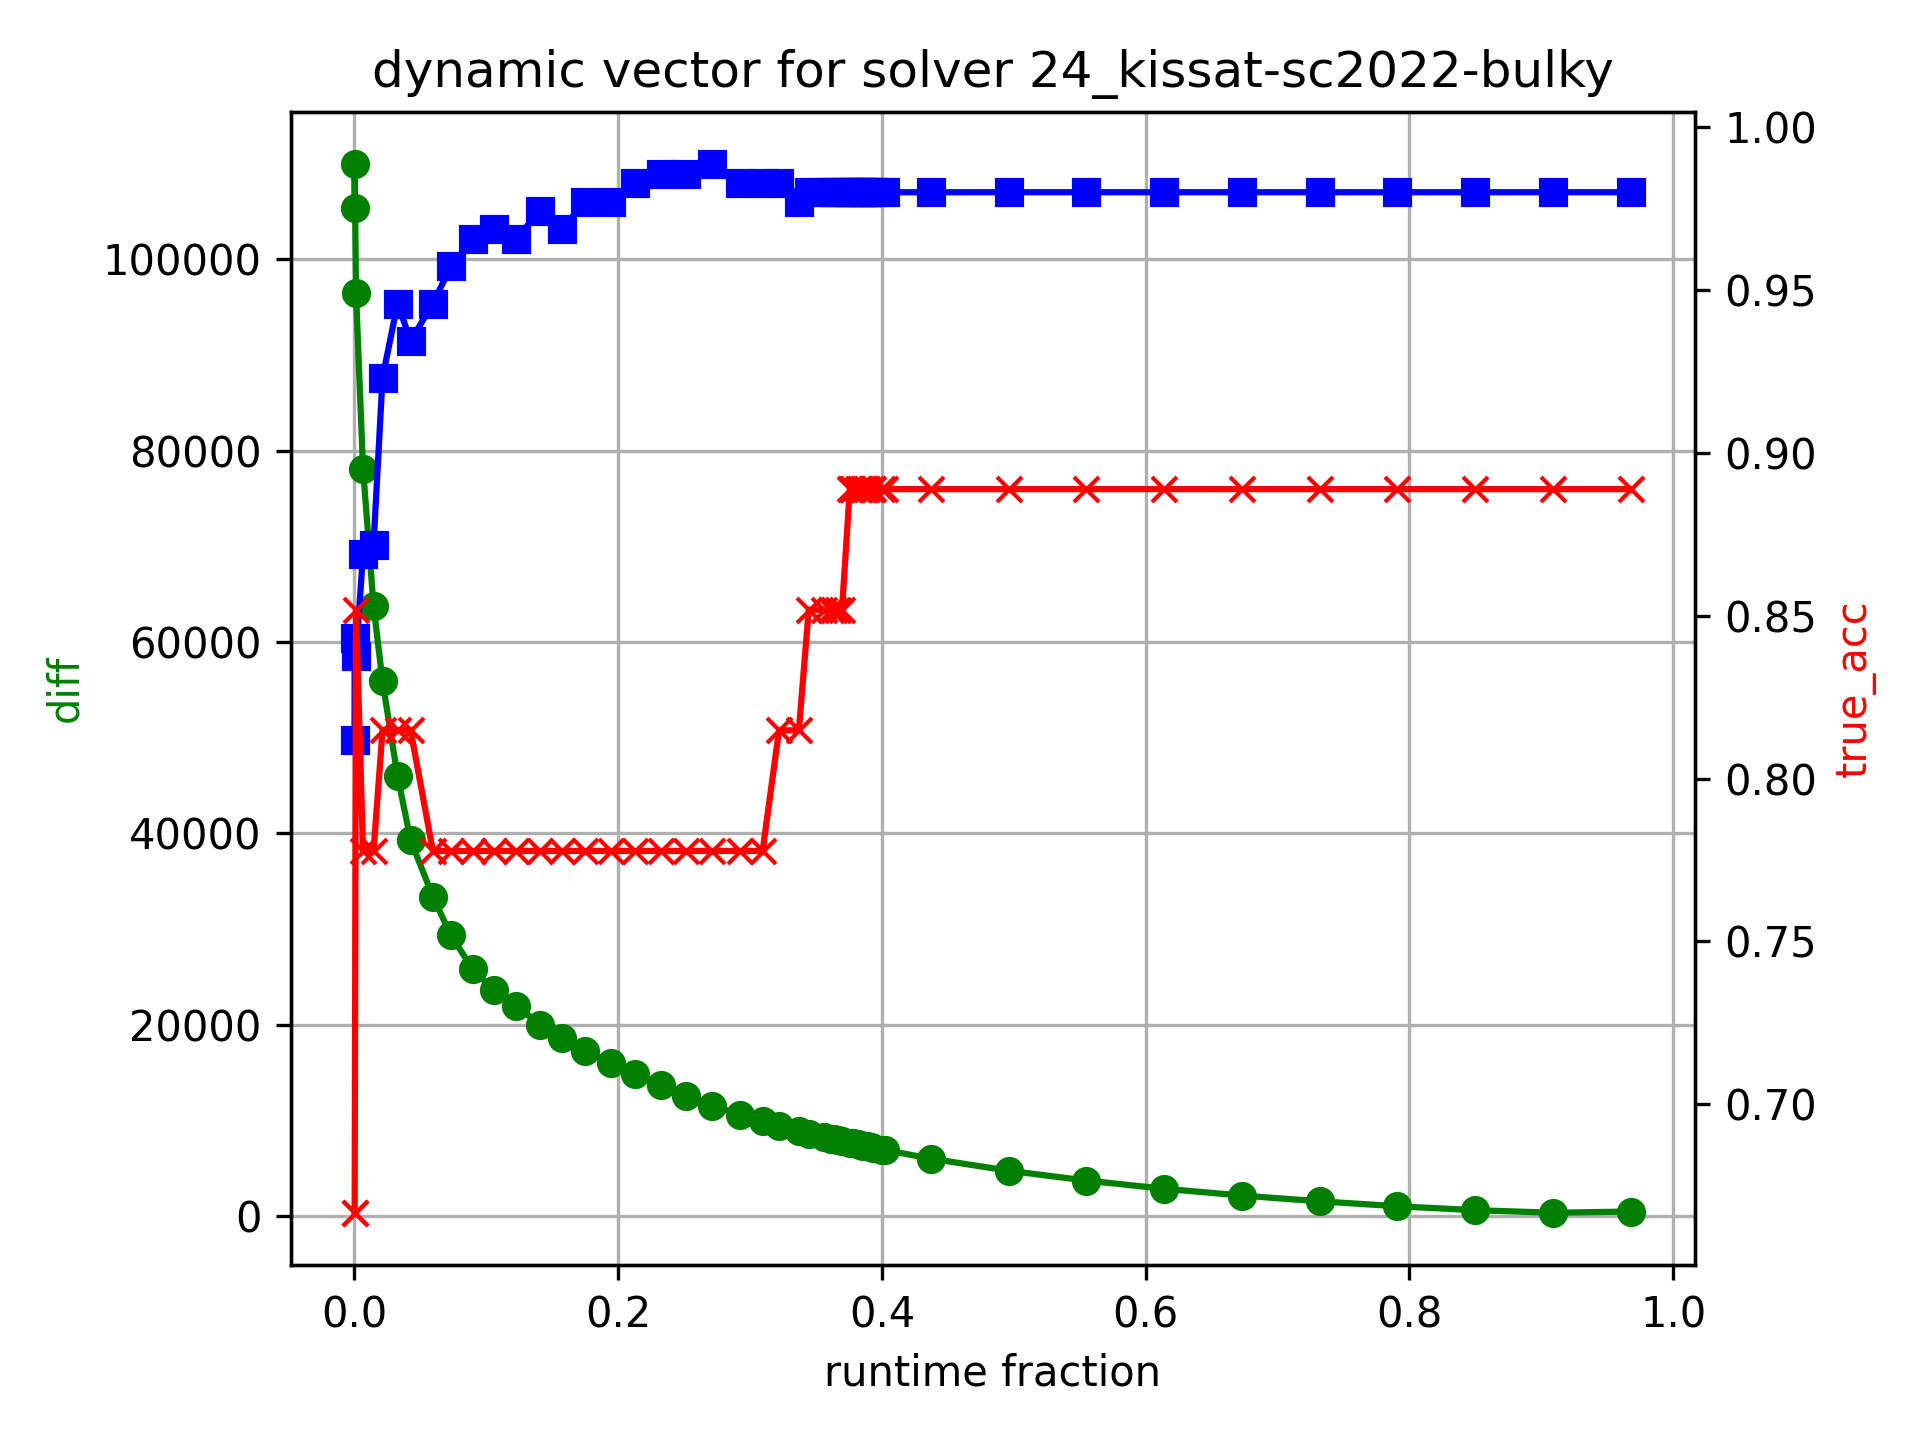 dynamic vector for solver 24_kissat-sc2022-bulky
100000
80000
60000
40000
20000
0
diff
1.00
0.95
0.90
0.85
0.80
0.75
0.70
true_acc
0.0 0.2 0.4 0.6 0.8 1.0
runtime fraction